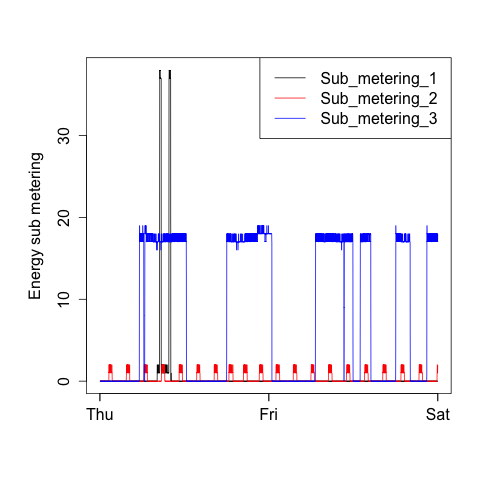 Sub_metering_1
Sub_metering_2
Sub_metering_3
Energy sub metering
30
20
10
0
Thu Fri Sat